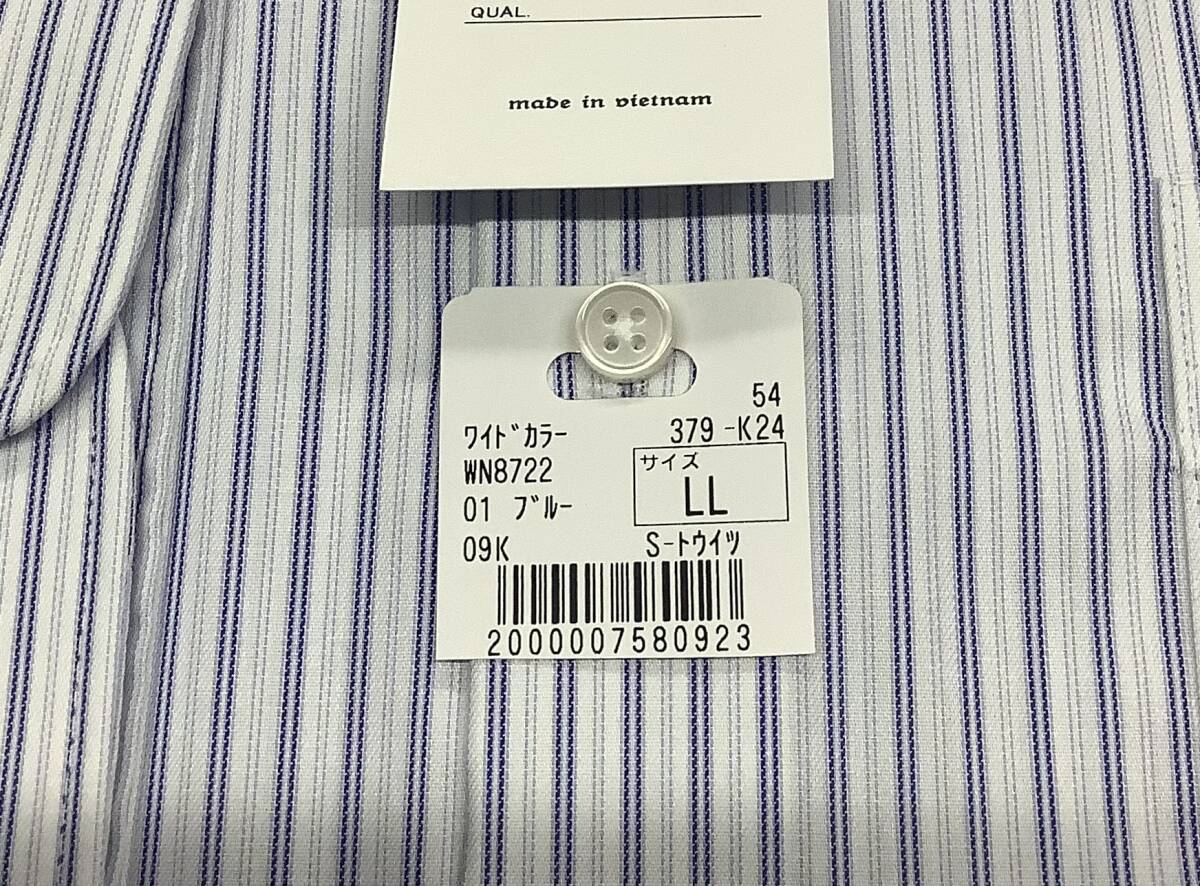 QUAL.
made in vietnam
54
ﾜｲﾄﾞｶﾗｰ 379-K24
WN8722 サイズ
01 ﾌﾞﾙｰ LL
09K S-ﾄｳｲﾂ
2000007580923